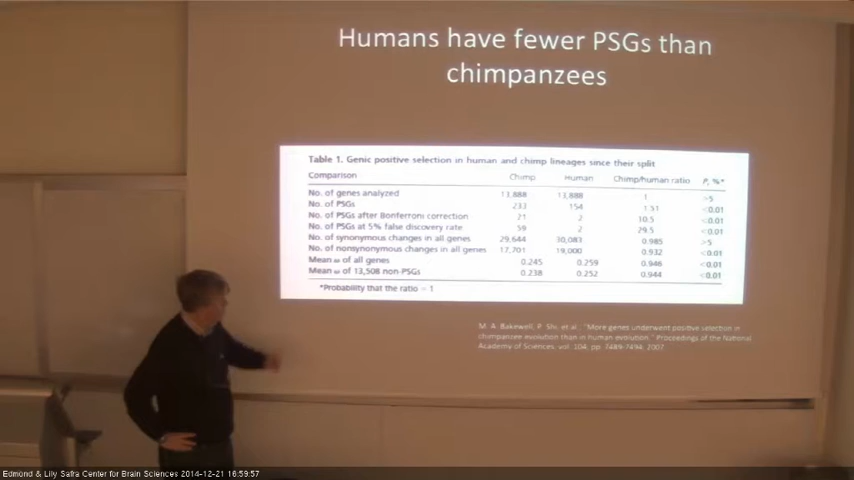 Humans have fewer PSGs than
chimpanzees
Table 1. Genic positive selection in human and chimp lineages since their split
Comparison Chimp Human Chimp/human ratio P, %*
No. of genes analyzed 13,888 13,888 1 >5
No. of PSGs 233 154 1.51 <0.01
No. of PSGs after Bonferroni correction 21 2 10.5 <0.01
No. of PSGs at 5% false discovery rate 59 2 29.5 <0.01
No. of synonymous changes in all genes 29,644 30,083 0.985 >5
No. of nonsynonymous changes in all genes 17,701 19,000 0.932 <0.01
Mean ω of all genes 0.245 0.259 0.946 <0.01
Mean ω of 13,508 non-PSGs 0.238 0.252 0.944 <0.01
*Probability that the ratio = 1
M. A. Bakewell, P. Shi, et al., "More genes underwent positive selection in
chimpanzee evolution than in human evolution." Proceedings of the National
Academy of Sciences, vol. 104, pp. 7489-7494, 2007
Edmond & Lily Safra Center for Brain Sciences 2014-12-21 16:59:57